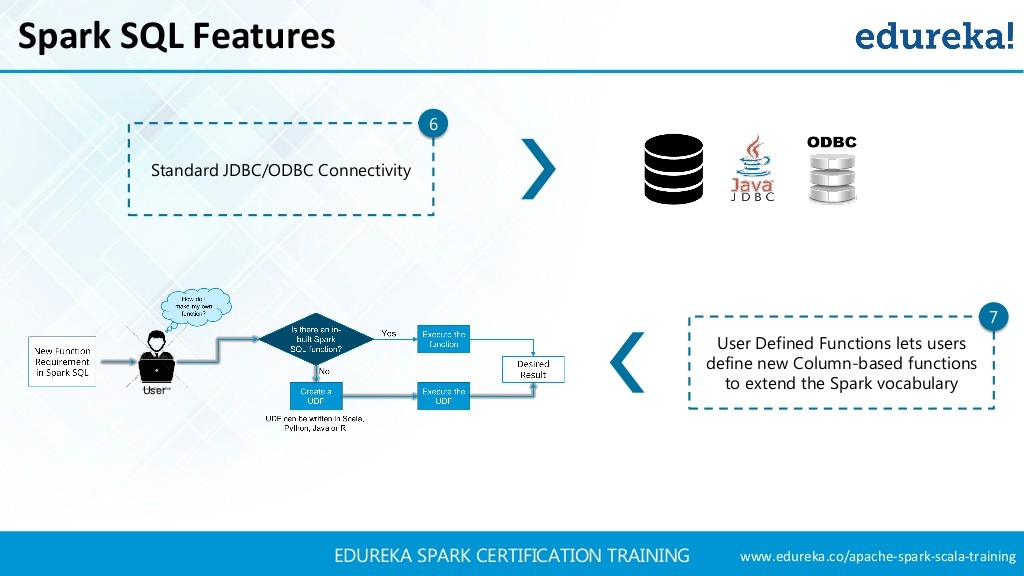 Spark SQL Features
edureka!
6
Standard JDBC/ODBC Connectivity
Java
JDBC
ODBC
How do I
make my own
function?
New Function
Requirement
in Spark SQL
User
Is there an in-
built Spark
SQL function?
Yes
No
Execute the
function
Create a
UDF
Execute the
UDF
Desired
Result
UDF can be written in Scala,
Python, Java or R
7
User Defined Functions lets users
define new Column-based functions
to extend the Spark vocabulary
EDUREKA SPARK CERTIFICATION TRAINING
www.edureka.co/apache-spark-scala-training